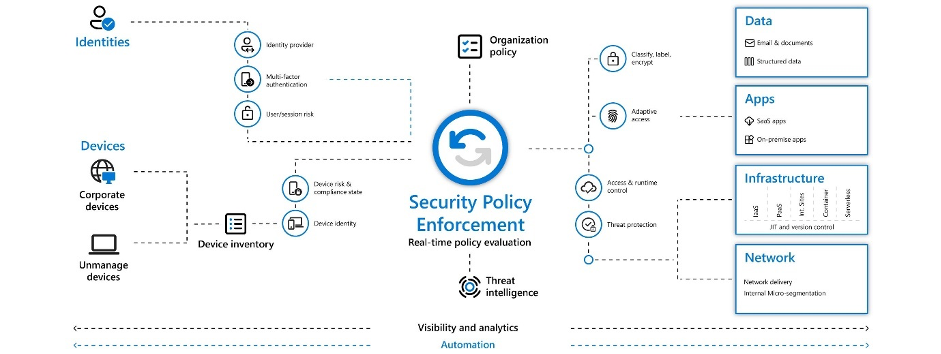 Identities
Identity provider
Multi-factor
authentication
User/session risk
Devices
Corporate
devices
Unmanage
devices
Device inventory
Device risk &
compliance state
Device identity
Organization
policy
Security Policy
Enforcement
Real-time policy evaluation
Threat
intelligence
Classify, label,
encrypt
Adaptive
access
Access & runtime
control
Threat protection
Data
Email & documents
Structured data
Apps
SaaS apps
On-premise apps
Infrastructure
IaaS
PaaS
Int. Sites
Container
Serverless
JIT and version control
Network
Network delivery
Internal Micro-segmentation
Visibility and analytics
Automation